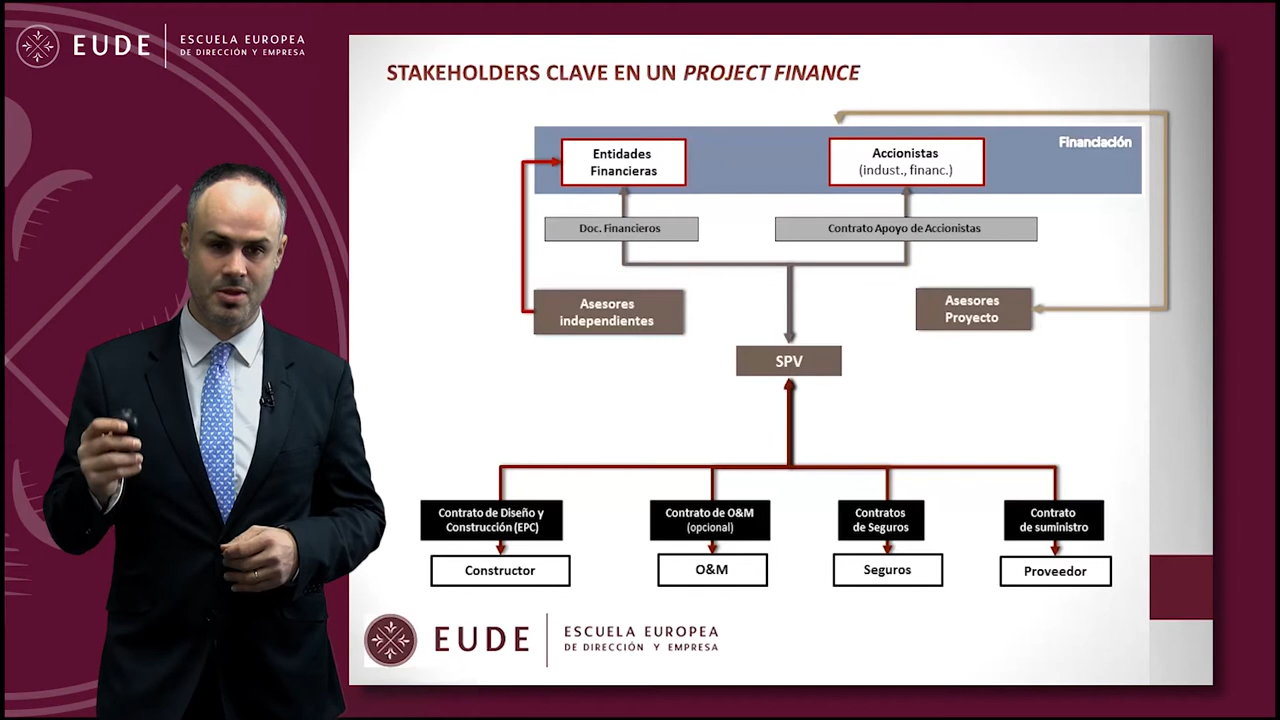 EUDE
ESCUELA EUROPEA
DE DIRECCIÓN Y EMPRESA
STAKEHOLDERS CLAVE EN UN PROJECT FINANCE
Financiación
Entidades
Financieras
Accionistas
(indust., financ.)
Doc. Financieros
Contrato Apoyo de Accionistas
Asesores
independientes
Asesores
Proyecto
SPV
Contrato de Diseño y
Construcción (EPC)
Contrato de O&M
(opcional)
Contratos
de Seguros
Contrato
de suministro
Constructor
O&M
Seguros
Proveedor
EUDE
ESCUELA EUROPEA
DE DIRECCIÓN Y EMPRESA